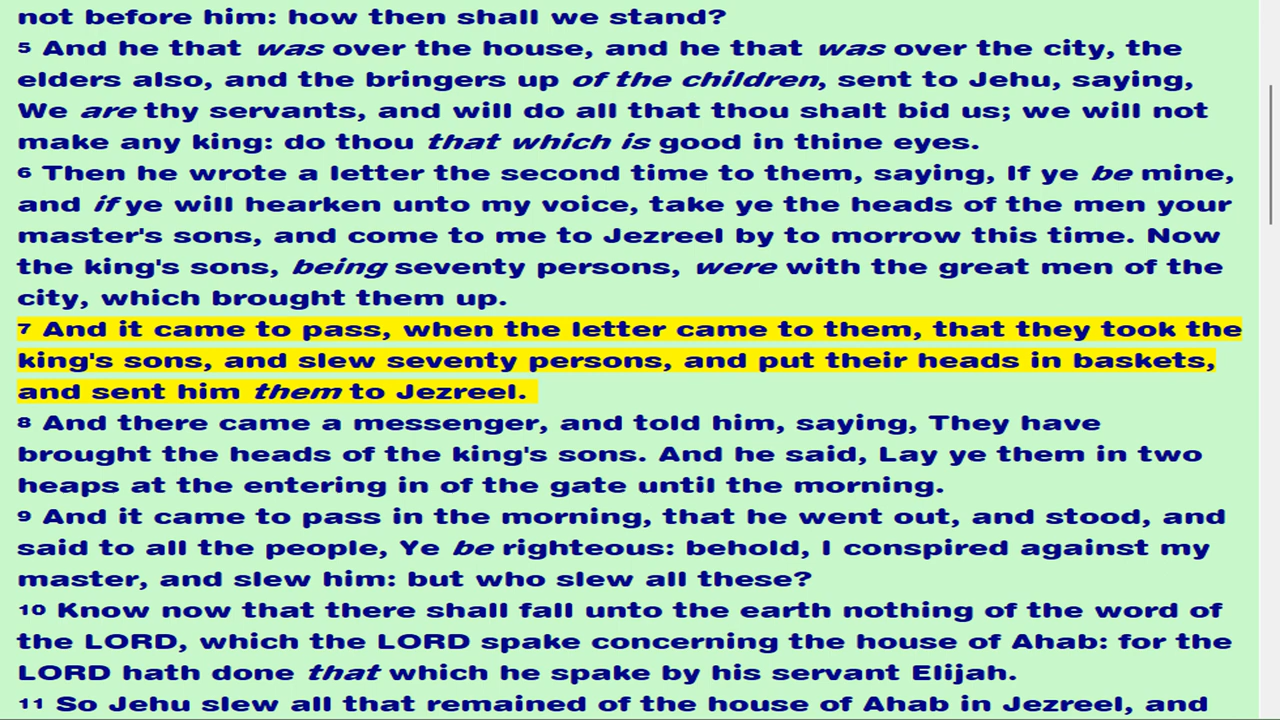 not before him: how then shall we stand?
5 And he that was over the house, and he that was over the city, the
elders also, and the bringers up of the children, sent to Jehu, saying,
We are thy servants, and will do all that thou shalt bid us; we will not
make any king: do thou that which is good in thine eyes.
6 Then he wrote a letter the second time to them, saying, If ye be mine,
and if ye will hearken unto my voice, take ye the heads of the men your
master's sons, and come to me to Jezreel by to morrow this time. Now
the king's sons, being seventy persons, were with the great men of the
city, which brought them up.
7 And it came to pass, when the letter came to them, that they took the
king's sons, and slew seventy persons, and put their heads in baskets,
and sent him them to Jezreel.
8 And there came a messenger, and told him, saying, They have
brought the heads of the king's sons. And he said, Lay ye them in two
heaps at the entering in of the gate until the morning.
9 And it came to pass in the morning, that he went out, and stood, and
said to all the people, Ye be righteous: behold, I conspired against my
master, and slew him: but who slew all these?
10 Know now that there shall fall unto the earth nothing of the word of
the LORD, which the LORD spake concerning the house of Ahab: for the
LORD hath done that which he spake by his servant Elijah.
11 So Jehu slew all that remained of the house of Ahab in Jezreel, and